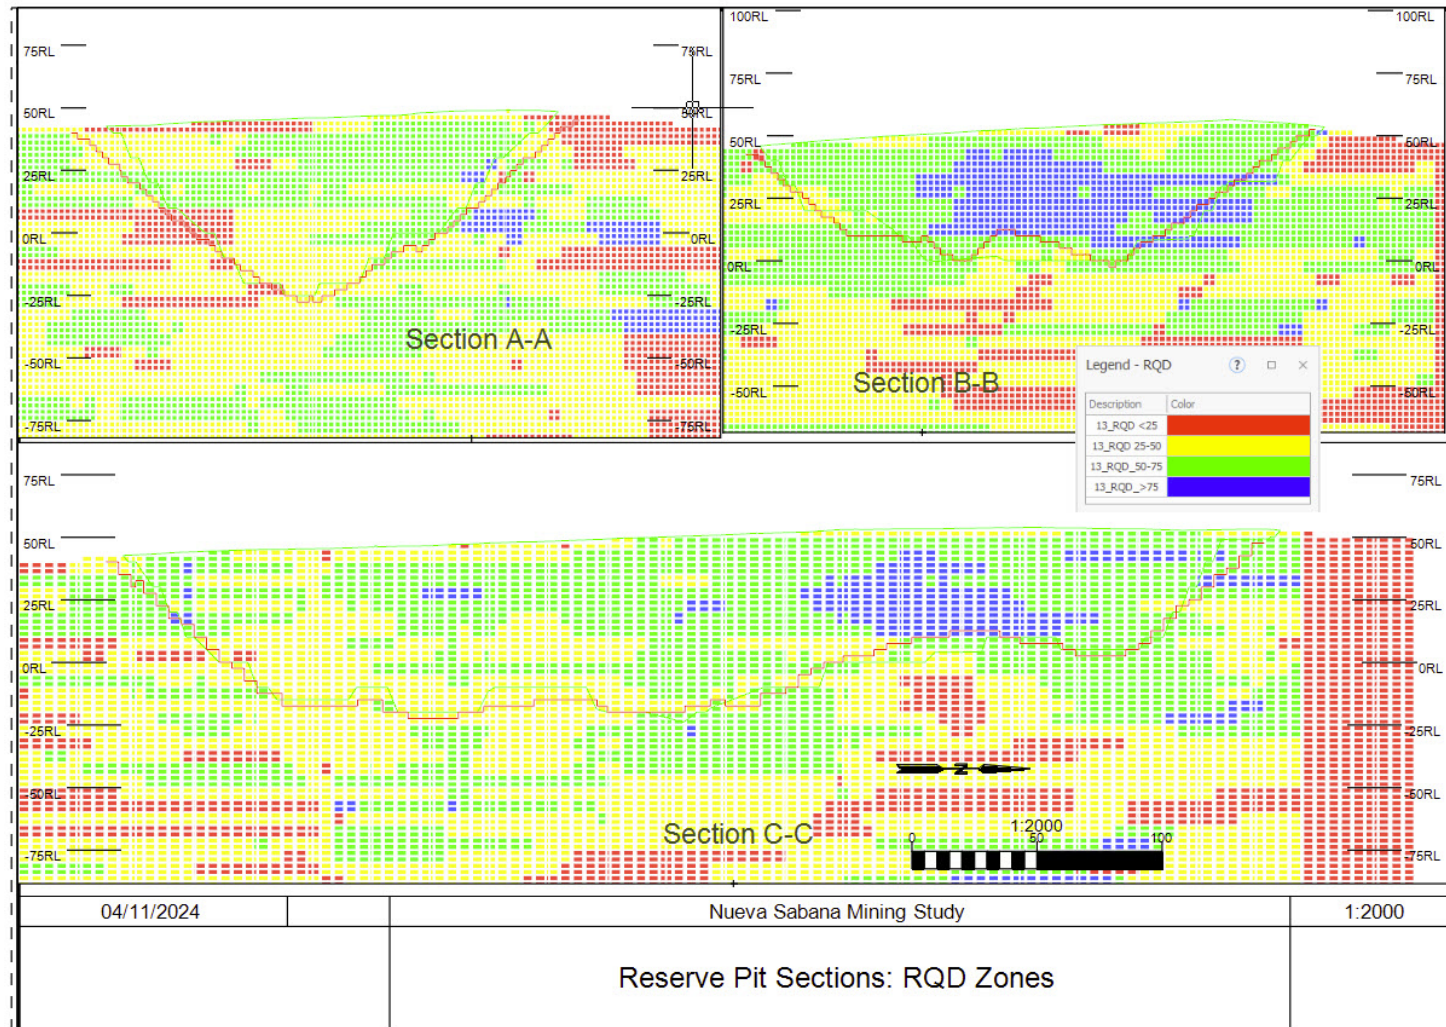 100RL
100RL
75RL
75RL
75RL
75RL
50RL
50RL
50RL
50RL
25RL
25RL
25RL
25RL
0RL
0RL
0RL
0RL
-25RL
-25RL
-25RL
-25RL
Section A-A
-50RL
-50RL
-50RL
-50RL
Section B-B
-75RL
-75RL
Legend - RQD
?
Description Color
13_RQD <25
13_RQD 25-50
13_RQD_50-75
13_RQD_>75
75RL
75RL
50RL
50RL
25RL
25RL
0RL
0RL
-25RL
-25RL
N
-50RL
-50RL
Section C-C
1:2000
0 50 100
-75RL
-75RL
04/11/2024
Nueva Sabana Mining Study
1:2000
Reserve Pit Sections: RQD Zones